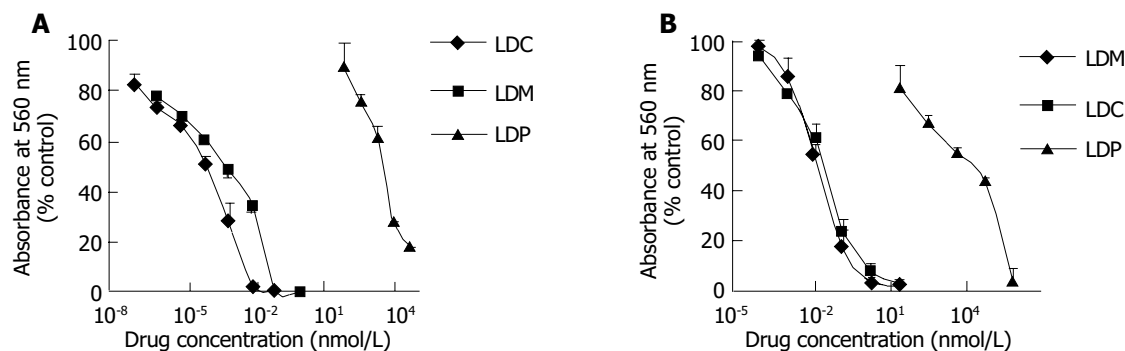 A
Absorbance at 560 nm
(% control)
100
80
60
40
20
0
10⁻⁸
10⁻⁵
10⁻²
10¹
10⁴
Drug concentration (nmol/L)
LDC
LDM
LDP
B
Absorbance at 560 nm
(% control)
100
80
60
40
20
0
10⁻⁵
10⁻²
10¹
10⁴
Drug concentration (nmol/L)
LDM
LDC
LDP